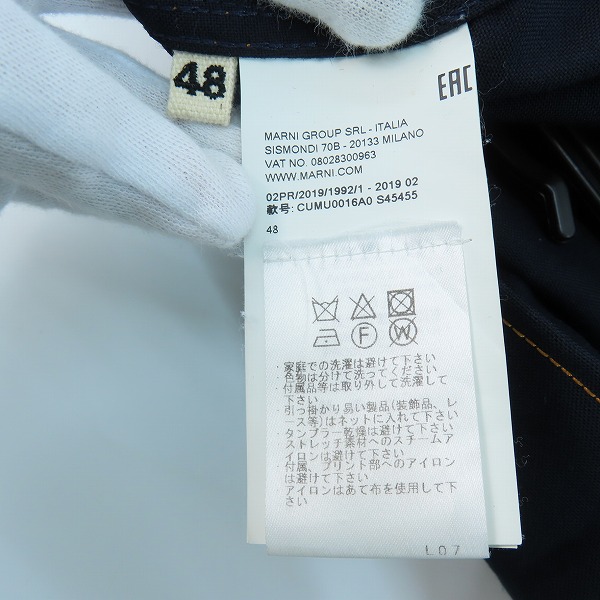 48
EAC
MARNI GROUP SRL - ITALIA
SISMONDI 70B - 20133 MILANO
VAT NO. 08028300963
WWW.MARNI.COM
02PR/2019/1992/1 - 2019 02
款号: CUMU0016A0 S45455
48
F
W
・家庭での洗濯は避けて下さい
・色物は分けて洗ってください
・付属品等は取り外して洗濯して
下さい
・引っ掛かり易い製品(装飾品、レ
ース等)はネットに入れて下さい
・タンブラー乾燥は避けて下さい
・ストレッチ素材へのスチームア
イロンは避けて下さい
・付属、プリント部へのアイロン
は避けて下さい
・アイロンはあて布を使用して下
さい
L07